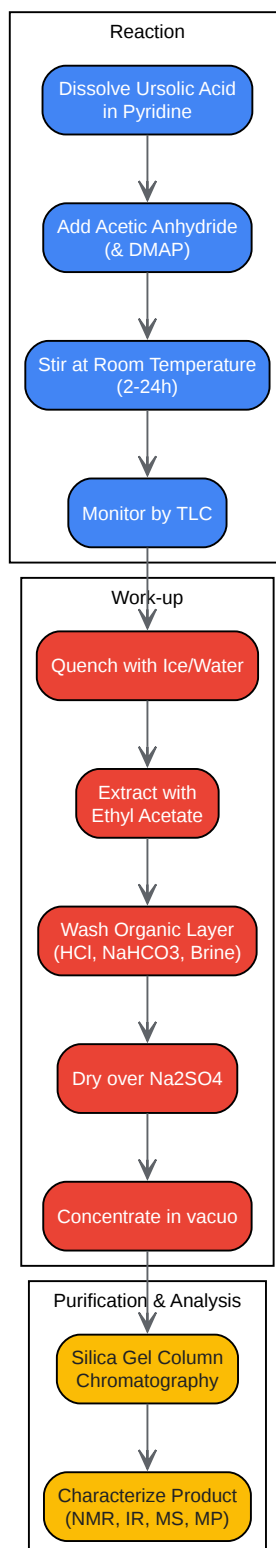 Reaction
Dissolve Ursolic Acid
in Pyridine
Add Acetic Anhydride
(& DMAP)
Stir at Room Temperature
(2-24h)
Monitor by TLC
Work-up
Quench with Ice/Water
Extract with
Ethyl Acetate
Wash Organic Layer
(HCl, NaHCO3, Brine)
Dry over Na2SO4
Concentrate in vacuo
Purification & Analysis
Silica Gel Column
Chromatography
Characterize Product
(NMR, IR, MS, MP)